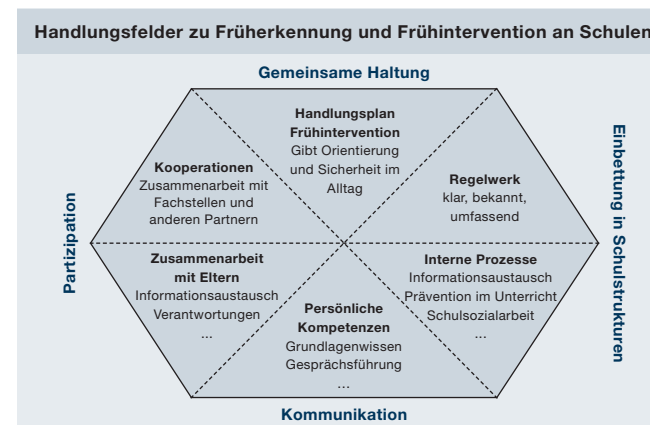 Handlungsfelder zu Früherkennung und Frühintervention an Schulen
Gemeinsame Haltung
Handlungsplan
Frühintervention
Gibt Orientierung
und Sicherheit im
Alltag
Kooperationen
Zusammenarbeit mit
Fachstellen und
anderen Partnern
Regelwerk
klar, bekannt,
umfassend
Partizipation
Einbettung in Schulstrukturen
Zusammenarbeit
mit Eltern
Informationsaustausch
Verantwortungen
...
Persönliche
Kompetenzen
Grundlagenwissen
Gesprächsführung
...
Interne Prozesse
Informationsaustausch
Prävention im Unterricht
Schulsozialarbeit
...
Kommunikation